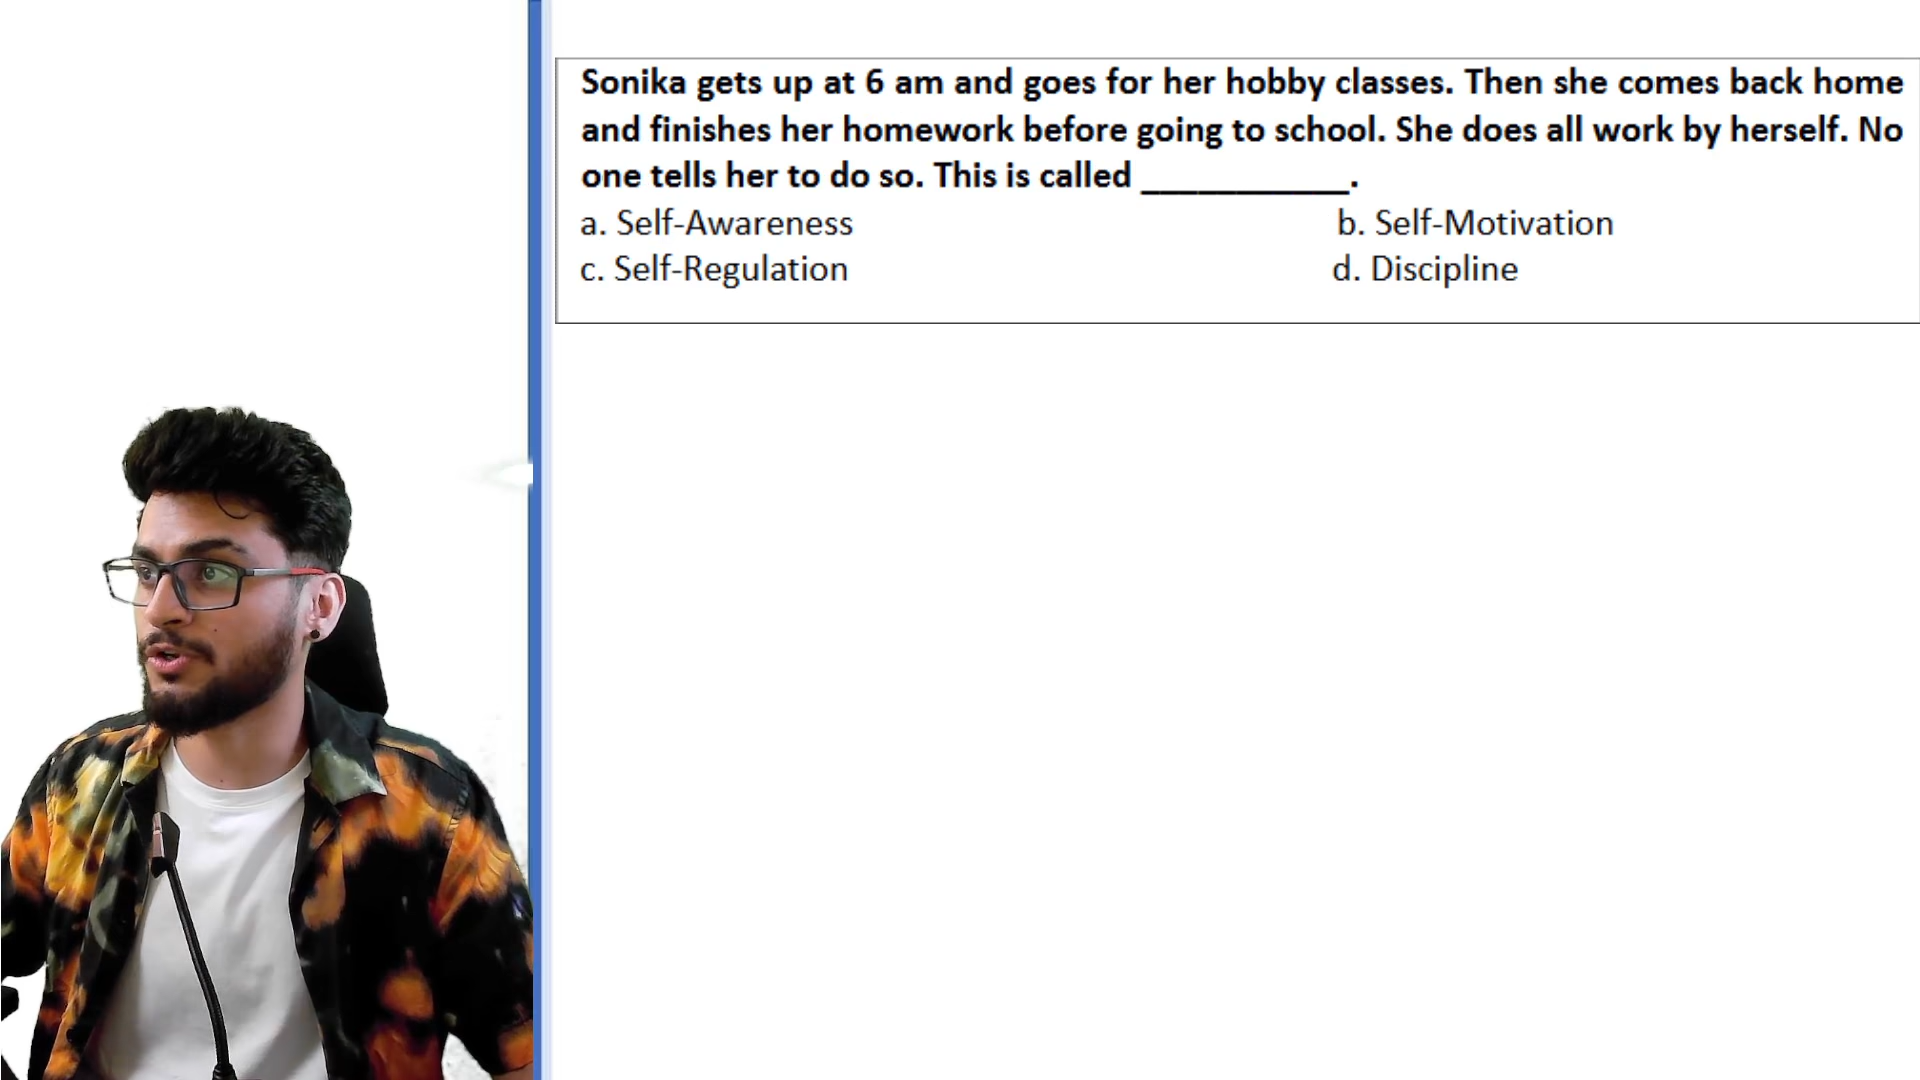 Sonika gets up at 6 am and goes for her hobby classes. Then she comes back home
and finishes her homework before going to school. She does all work by herself. No
one tells her to do so. This is called ___________.
a. Self-Awareness b. Self-Motivation
c. Self-Regulation d. Discipline